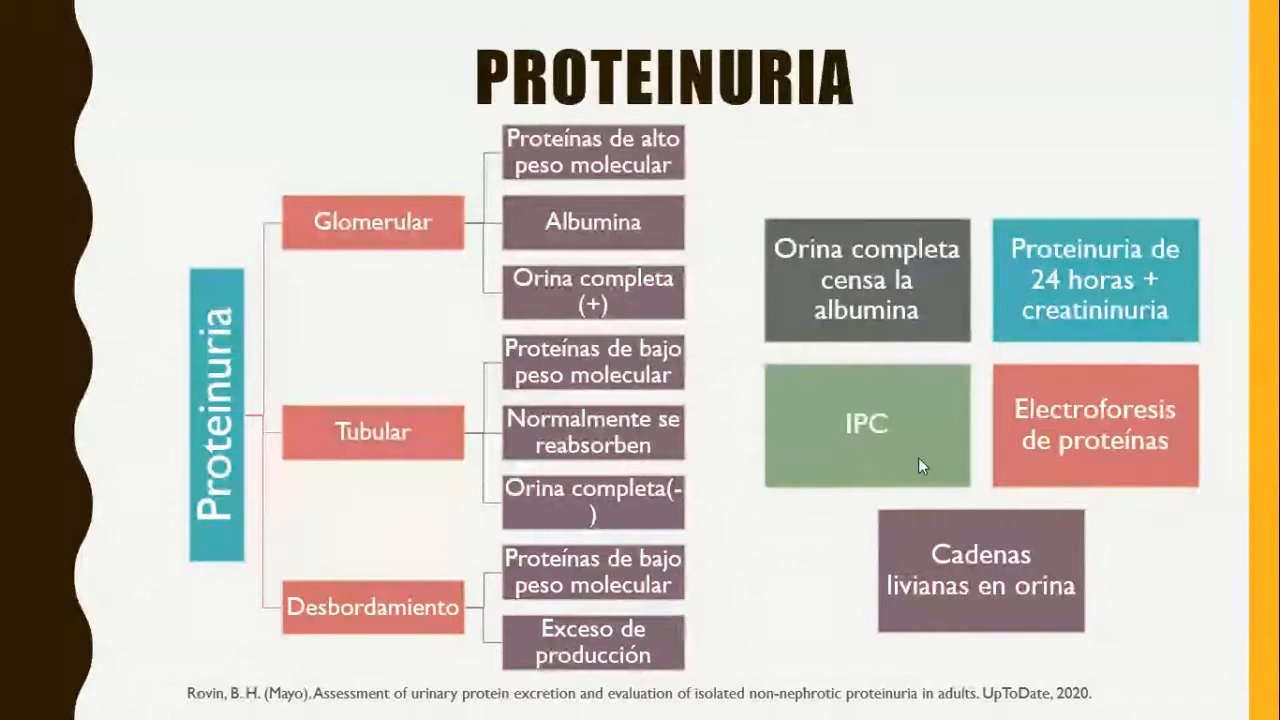 PROTEINURIA
Proteinuria
Glomerular
Proteínas de alto
peso molecular
Albumina
Orina completa
(+)
Tubular
Proteínas de bajo
peso molecular
Normalmente se
reabsorben
Orina completa(-
)
Desbordamiento
Proteínas de bajo
peso molecular
Exceso de
producción
Orina completa
censa la
albumina
Proteinuria de
24 horas +
creatininuria
IPC
Electroforesis
de proteínas
Cadenas
livianas en orina
Rovin, B. H. (Mayo). Assessment of urinary protein excretion and evaluation of isolated non-nephrotic proteinuria in adults. UpToDate, 2020.